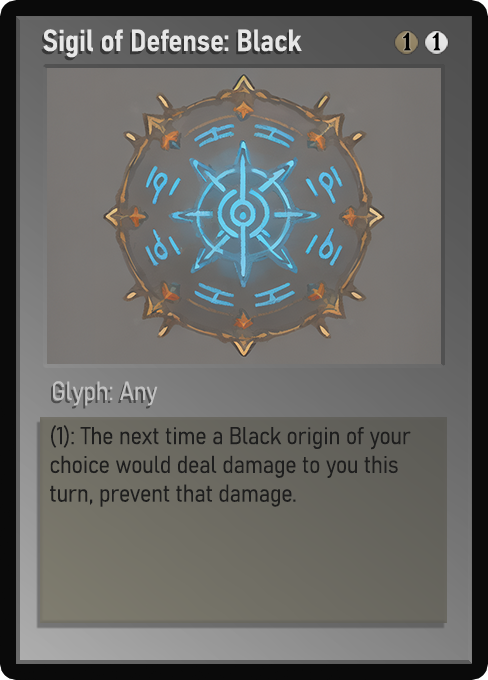 Sigil of Defense: Black 1 1
Glyph: Any
(1): The next time a Black origin of your
choice would deal damage to you this
turn, prevent that damage.